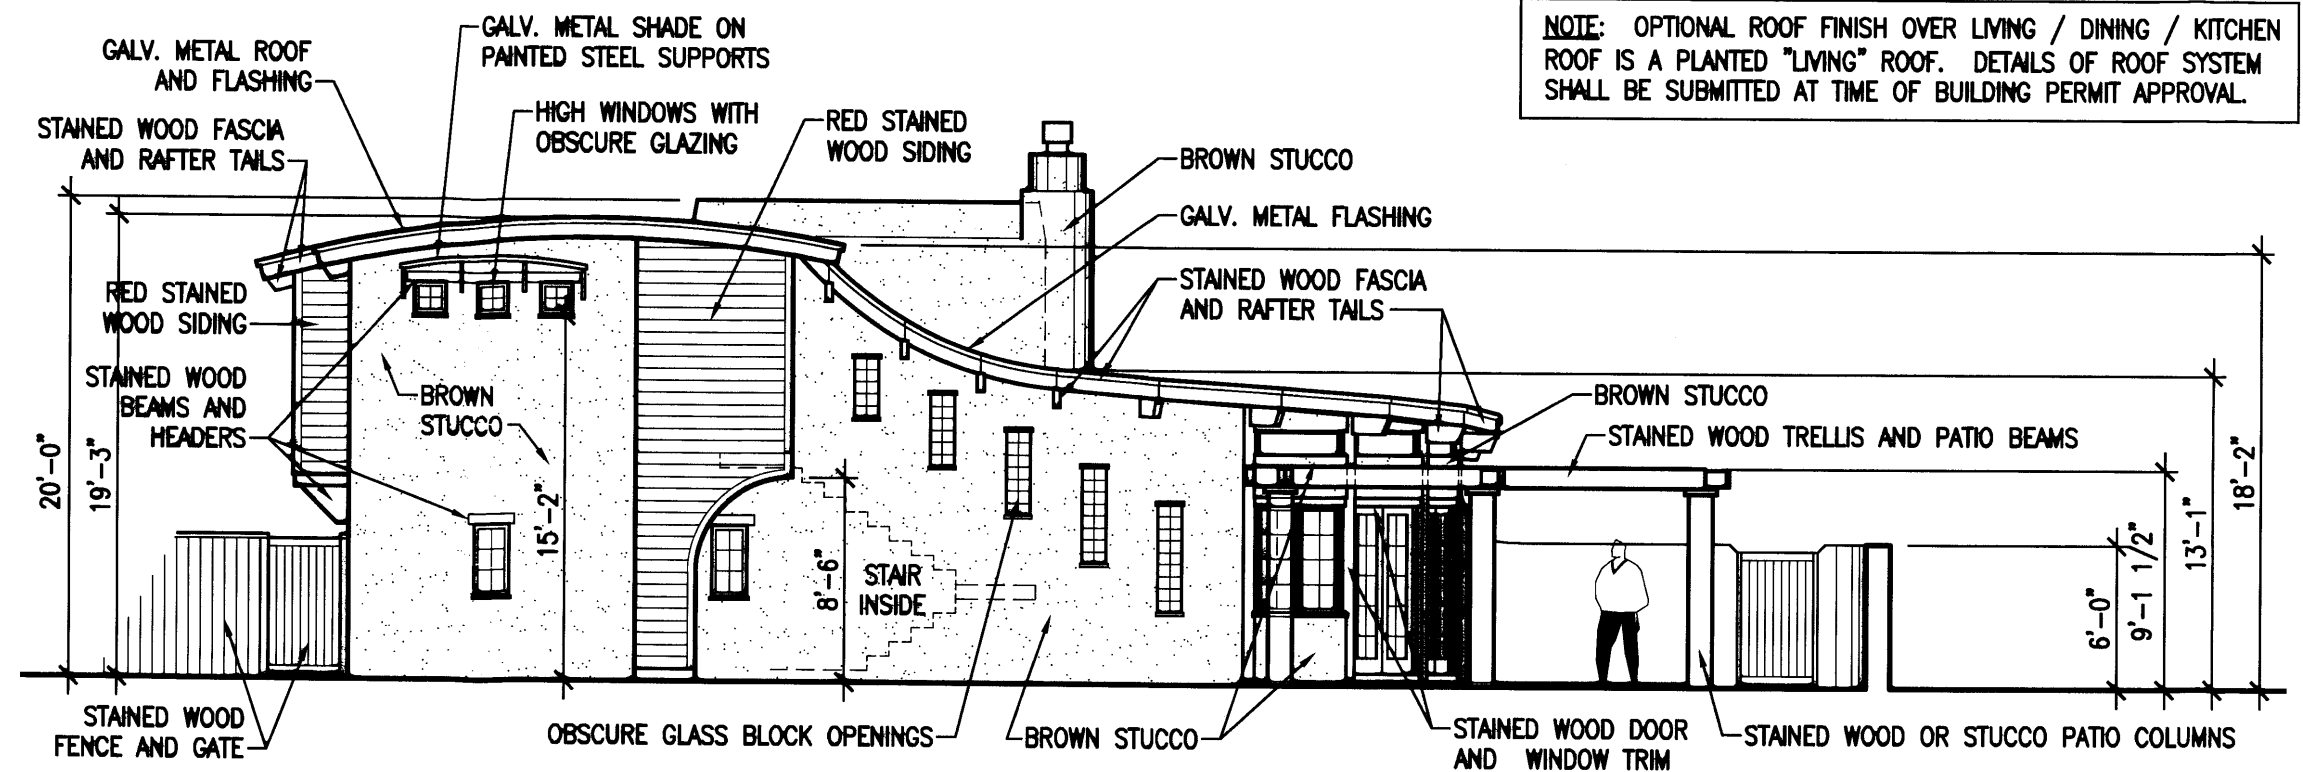 GALV. METAL SHADE ON
PAINTED STEEL SUPPORTS
GALV. METAL ROOF
AND FLASHING
HIGH WINDOWS WITH
OBSCURE GLAZING
STAINED WOOD FASCIA
AND RAFTER TAILS
RED STAINED
WOOD SIDING
NOTE: OPTIONAL ROOF FINISH OVER LIVING / DINING / KITCHEN
ROOF IS A PLANTED "LIVING" ROOF. DETAILS OF ROOF SYSTEM
SHALL BE SUBMITTED AT TIME OF BUILDING PERMIT APPROVAL.
BROWN STUCCO
GALV. METAL FLASHING
STAINED WOOD FASCIA
AND RAFTER TAILS
RED STAINED
WOOD SIDING
STAINED WOOD
BEAMS AND
HEADERS
BROWN
STUCCO
BROWN STUCCO
STAINED WOOD TRELLIS AND PATIO BEAMS
20'-0"
19'-3"
15'-2"
8'-6"
STAIR
INSIDE
6'-0"
9'-1 1/2"
13'-1"
18'-2"
STAINED WOOD
FENCE AND GATE
OBSCURE GLASS BLOCK OPENINGS
BROWN STUCCO
STAINED WOOD DOOR
AND WINDOW TRIM
STAINED WOOD OR STUCCO PATIO COLUMNS